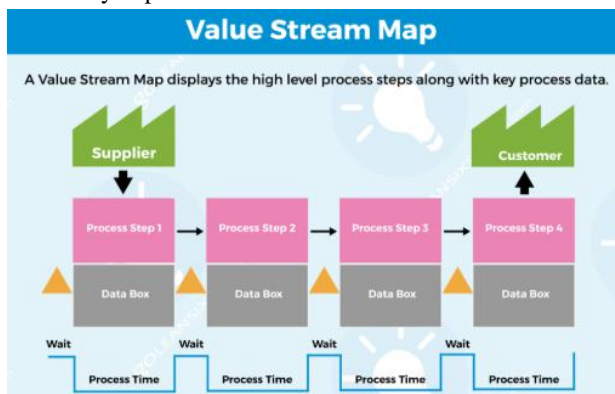 Value Stream Map
A Value Stream Map displays the high level process steps along with key process data.
Supplier
Customer
Process Step 1
Process Step 2
Process Step 3
Process Step 4
Data Box
Data Box
Data Box
Data Box
Wait
Wait
Wait
Wait
Process Time
Process Time
Process Time
Process Time